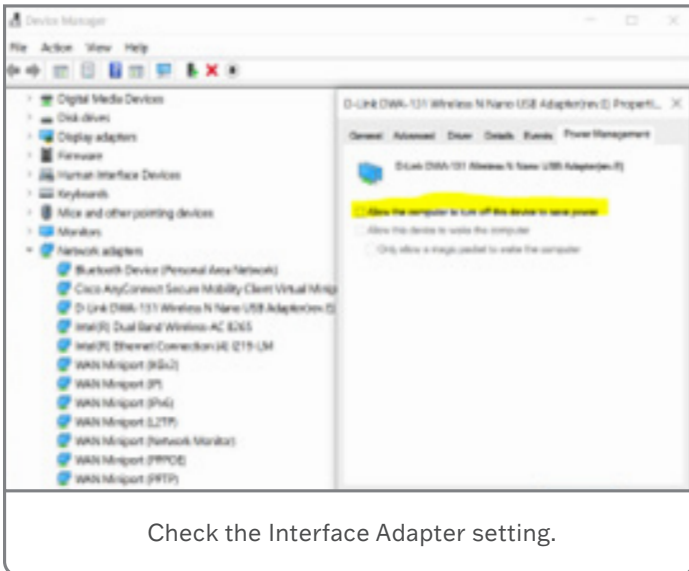 Device Manager
File Action View Help
Digital Media Devices
Disk drives
Display adapters
Firmware
Human Interface Devices
Keyboards
Mice and other pointing devices
Monitors
Network adapters
Bluetooth Device (Personal Area Network)
Cisco AnyConnect Secure Mobility Client Virtual Minip
D-Link DWA-131 Wireless N Nano USB Adapter(rev.E)
Intel(R) Dual Band Wireless-AC 8265
Intel(R) Ethernet Connection (4) I219-LM
WAN Miniport (IKEv2)
WAN Miniport (IP)
WAN Miniport (IPv6)
WAN Miniport (L2TP)
WAN Miniport (Network Monitor)
WAN Miniport (PPPOE)
WAN Miniport (PPTP)
D-Link DWA-131 Wireless N Nano USB Adapter(rev.E) Properti...
General Advanced Driver Details Events Power Management
D-Link DWA-131 Wireless N Nano USB Adapter(rev.E)
Allow the computer to turn off this device to save power
Allow this device to wake the computer
Only allow a magic packet to wake the computer
Check the Interface Adapter setting.